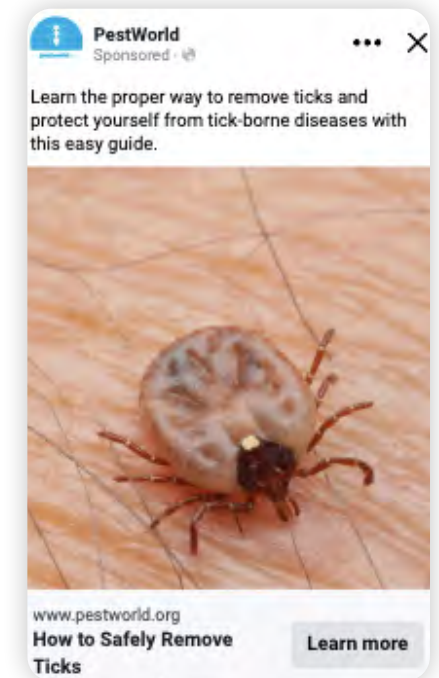 PestWorld
Sponsored ·
Learn the proper way to remove ticks and
protect yourself from tick-borne diseases with
this easy guide.
www.pestworld.org
How to Safely Remove
Ticks
Learn more